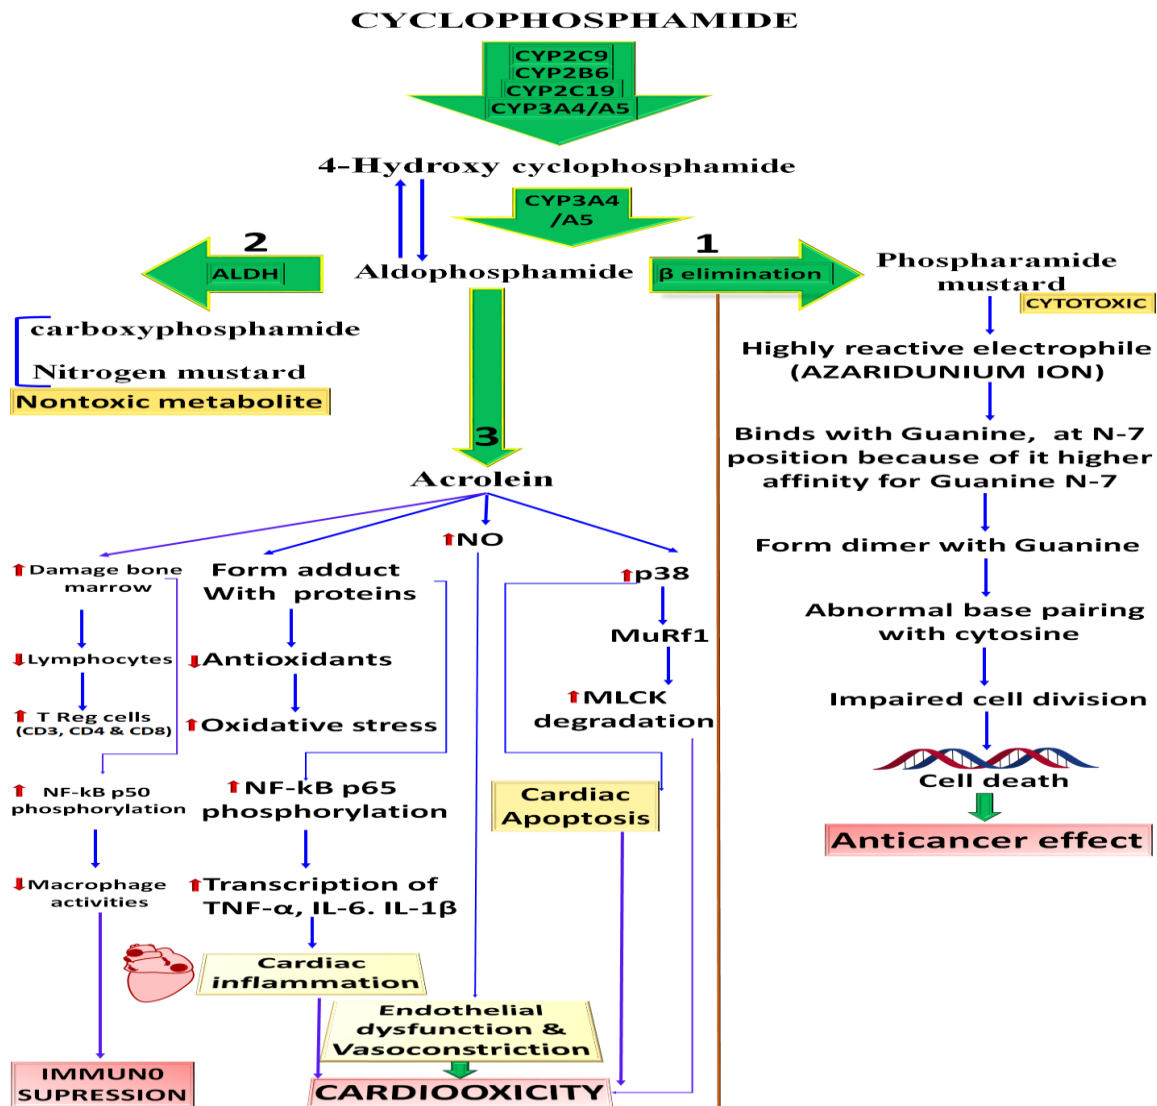 CYCLOPHOSPHAMIDE
CYP2C9
CYP2B6
CYP2C19
CYP3A4/A5
4-Hydroxy cyclophosphamide
CYP3A4
/A5
2
ALDH
Aldophosphamide
1
β elimination
Phospharamide
mustard
CYTOTOXIC
carboxyphosphamide
Nitrogen mustard
Nontoxic metabolite
Highly reactive electrophile
(AZARIDUNIUM ION)
Binds with Guanine, at N-7
position because of it higher
affinity for Guanine N-7
Form dimer with Guanine
Abnormal base pairing
with cytosine
Impaired cell division
Cell death
Anticancer effect
3
Acrolein
Damage bone
marrow
Lymphocytes
T Reg cells
(CD3, CD4 & CD8)
NF-kB p50
phosphorylation
Macrophage
activities
IMMUN0
SUPRESSION
Form adduct
With proteins
Antioxidants
Oxidative stress
NF-kB p65
phosphorylation
Transcription of
TNF-α, IL-6. IL-1β
Cardiac
inflammation
NO
Endothelial
dysfunction &
Vasoconstriction
p38
MuRf1
MLCK
degradation
Cardiac
Apoptosis
CARDIOOXICITY